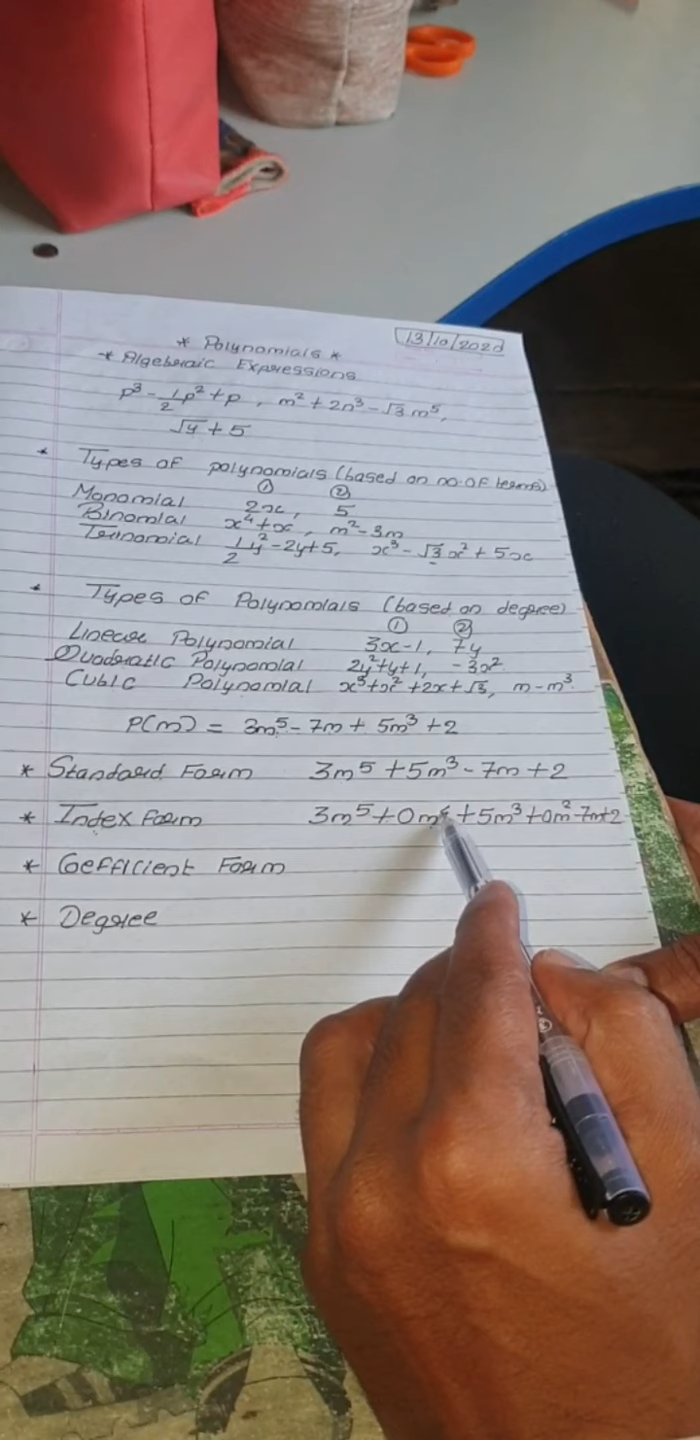 13/10/2020
* Polynomials *
* Algebraic Expressions
p³ - 1/2 p² + p , m² + 2n³ - √3 m⁵,
√y + 5
* Types of polynomials (based on no. of terms)
① ②
Monomial 2x, 5
Binomial x⁴+x, m²-3m
Trinomial 1/2 y² - 2y+5, x³ - √3 x² + 5x
* Types of Polynomials (based on degree)
① ②
Linear Polynomial 3x-1, 7y
Quadratic Polynomial 2y²+y+1, -3x²
Cubic Polynomial x³+x²+2x+√3, m-m³
P(m) = 3m⁵ - 7m + 5m³ +2
* Standard Form 3m⁵ +5m³ - 7m +2
* Index Form 3m⁵+0m⁴+5m³+0m²-7m+2
* Coefficient Form
* Degree